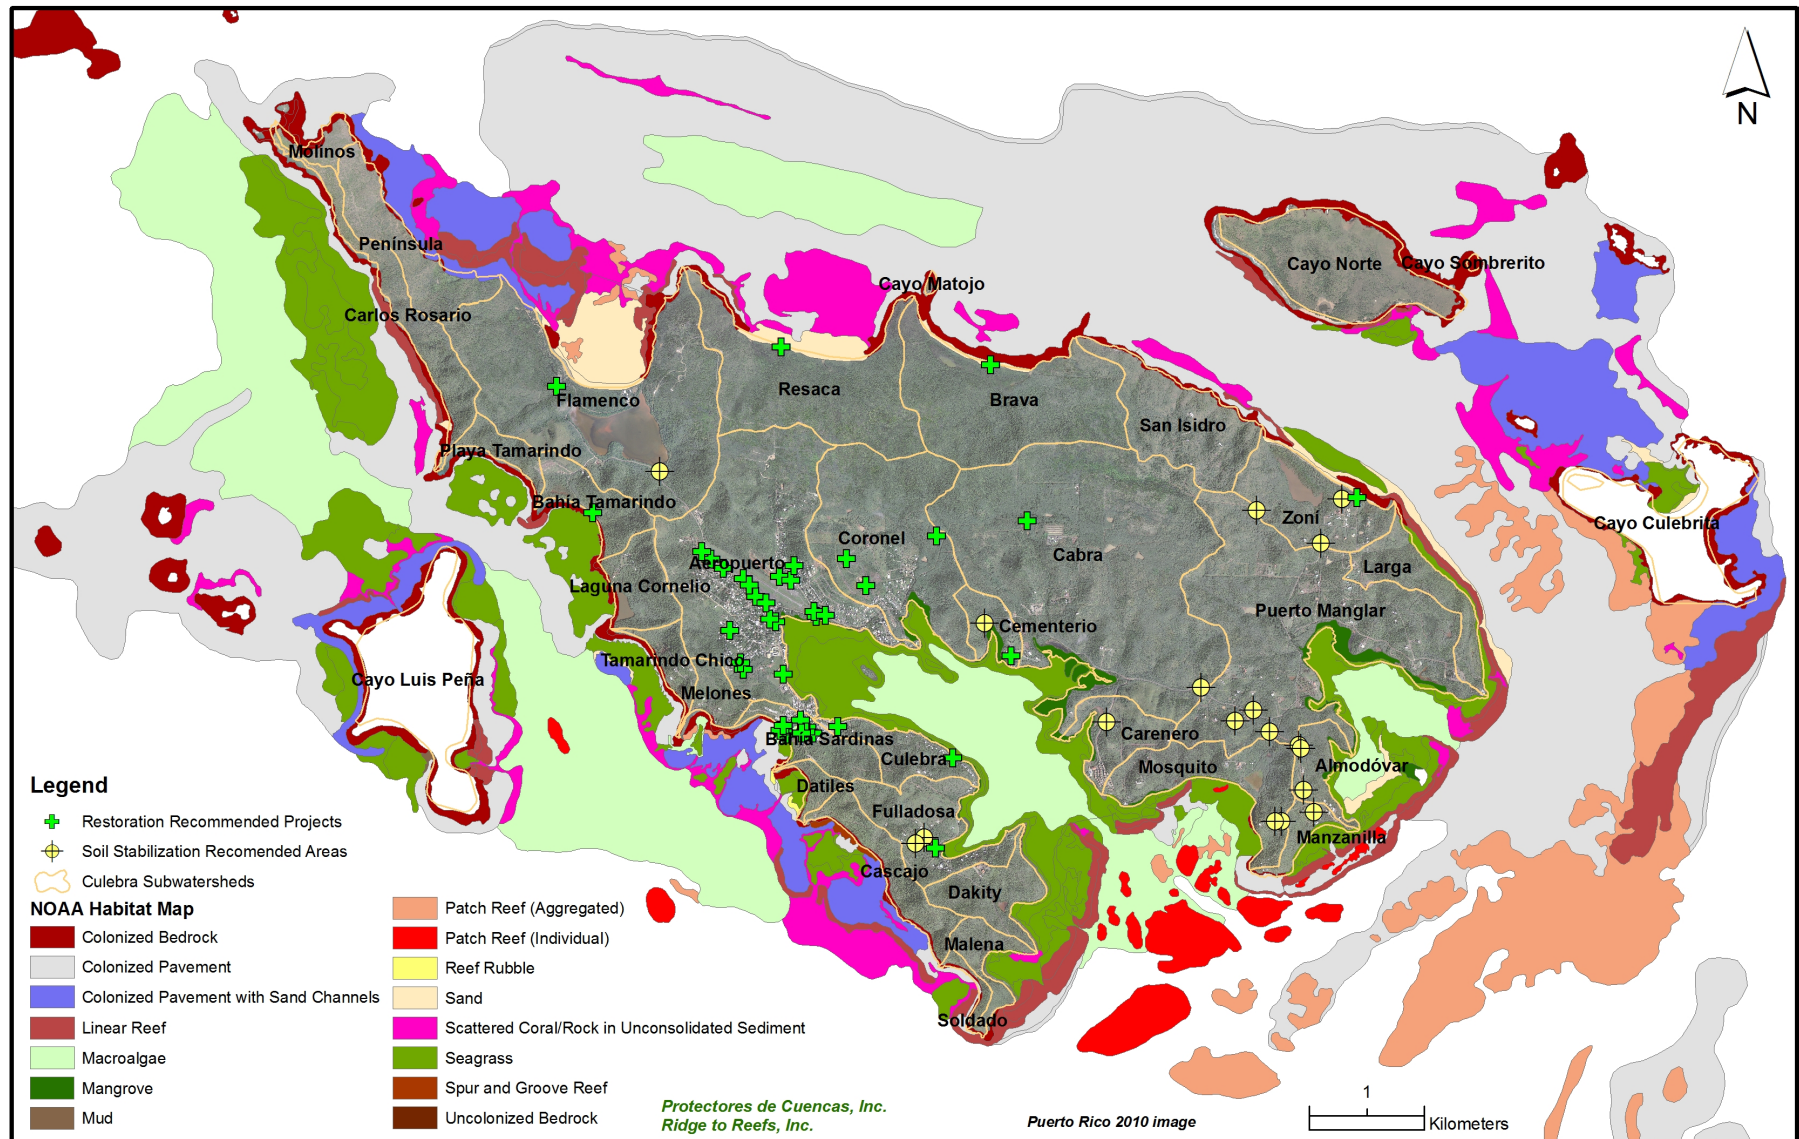 N
Molinos
Península
Cayo Norte
Cayo Sombrerito
Cayo Matojo
Carlos Rosario
Resaca
Flamenco
Brava
San Isidro
Playa Tamarindo
Bahía Tamarindo
Zoní
Cayo Culebrita
Coronel
Cabra
Aeropuerto
Larga
Laguna Cornelio
Puerto Manglar
Cementerio
Tamarindo Chico
Cayo Luis Peña
Melones
Carenero
Bahía Sardinas
Culebra
Mosquito
Almodóvar
Datiles
Fulladosa
Manzanilla
Cascajo
Dakity
Malena
Soldado
Legend
Restoration Recommended Projects
Soil Stabilization Recomended Areas
Culebra Subwatersheds
NOAA Habitat Map
Colonized Bedrock
Colonized Pavement
Colonized Pavement with Sand Channels
Linear Reef
Macroalgae
Mangrove
Mud
Patch Reef (Aggregated)
Patch Reef (Individual)
Reef Rubble
Sand
Scattered Coral/Rock in Unconsolidated Sediment
Seagrass
Spur and Groove Reef
Uncolonized Bedrock
Protectores de Cuencas, Inc.
Ridge to Reefs, Inc.
Puerto Rico 2010 image
1
Kilometers